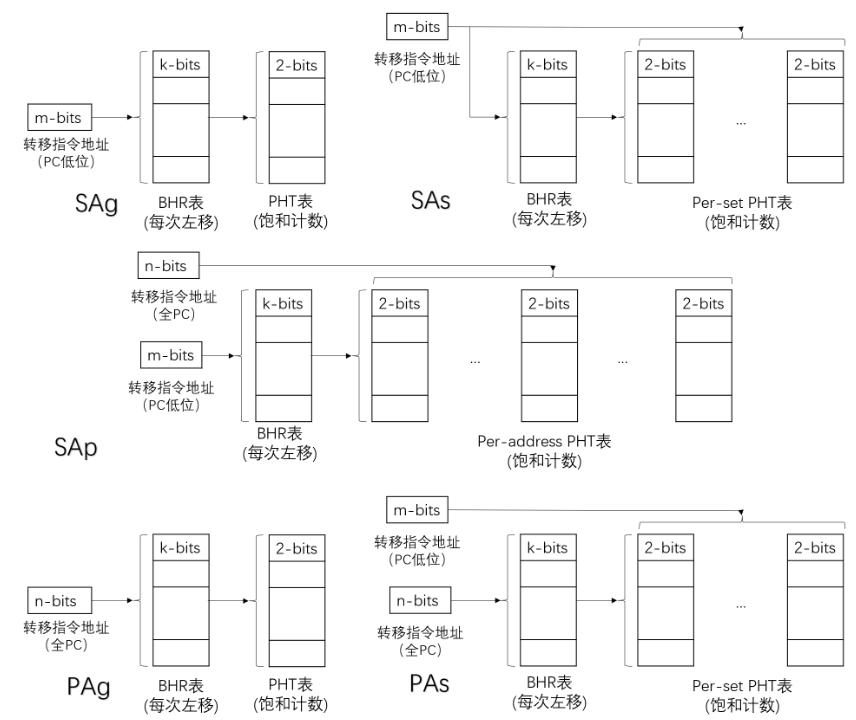 m-bits
转移指令地址
(PC低位)
k-bits
2-bits
m-bits
转移指令地址
(PC低位)
SAg
BHR表
(每次左移)
PHT表
(饱和计数)
k-bits
2-bits
...
2-bits
SAs
BHR表
(每次左移)
Per-set PHT表
(饱和计数)
n-bits
转移指令地址
(全PC)
m-bits
转移指令地址
(PC低位)
k-bits
2-bits
...
2-bits
...
2-bits
SAp
BHR表
(每次左移)
Per-address PHT表
(饱和计数)
n-bits
转移指令地址
(全PC)
k-bits
2-bits
PAg
BHR表
(每次左移)
PHT表
(饱和计数)
m-bits
转移指令地址
(PC低位)
n-bits
转移指令地址
(全PC)
k-bits
2-bits
...
2-bits
PAs
BHR表
(每次左移)
Per-set PHT表
(饱和计数)